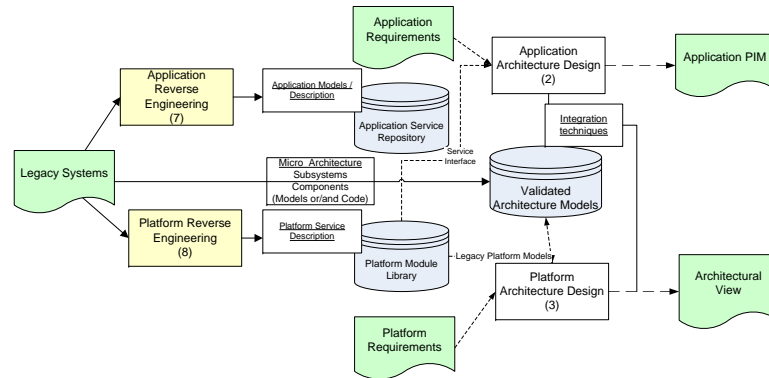 Application
Requirements
Application
Architecture Design
(2)
Application PIM
Application
Reverse
Engineering
(7)
Application Models /
Description
Application Service
Repository
Integration
techniques
Service
Interface
Legacy Systems
Micro Architecture
Subsystems
Components
(Models or/and Code)
Validated
Architecture Models
Platform Reverse
Engineering
(8)
Platform Service
Description
Platform Module
Library
Legacy Platform Models
Platform
Architecture Design
(3)
Architectural
View
Platform
Requirements